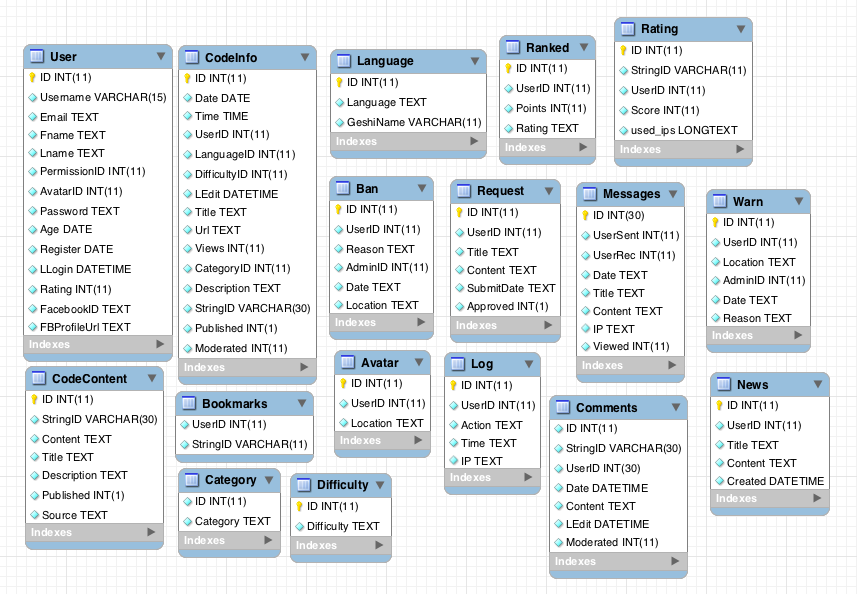 User
ID INT(11)
Username VARCHAR(15)
Email TEXT
Fname TEXT
Lname TEXT
PermissionID INT(11)
AvatarID INT(11)
Password TEXT
Age DATE
Register DATE
LLogin DATETIME
Rating INT(11)
FacebookID TEXT
FBProfileUrl TEXT
Indexes
CodeInfo
ID INT(11)
Date DATE
Time TIME
UserID INT(11)
LanguageID INT(11)
DifficultyID INT(11)
LEdit DATETIME
Title TEXT
Url TEXT
Views INT(11)
CategoryID INT(11)
Description TEXT
StringID VARCHAR(30)
Published INT(1)
Moderated INT(11)
Indexes
Language
ID INT(11)
Language TEXT
GeshiName VARCHAR(11)
Indexes
Ranked
ID INT(11)
UserID INT(11)
Points INT(11)
Rating TEXT
Indexes
Rating
ID INT(11)
StringID VARCHAR(11)
UserID INT(11)
Score INT(11)
used_ips LONGTEXT
Indexes
Ban
ID INT(11)
UserID INT(11)
Reason TEXT
AdminID INT(11)
Date TEXT
Location TEXT
Indexes
Request
ID INT(11)
UserID INT(11)
Title TEXT
Content TEXT
SubmitDate TEXT
Approved INT(1)
Indexes
Messages
ID INT(30)
UserSent INT(11)
UserRec INT(11)
Date TEXT
Title TEXT
Content TEXT
IP TEXT
Viewed INT(11)
Indexes
Warn
ID INT(11)
UserID INT(11)
Location TEXT
AdminID INT(11)
Date TEXT
Reason TEXT
Indexes
CodeContent
ID INT(11)
StringID VARCHAR(30)
Content TEXT
Title TEXT
Description TEXT
Published INT(1)
Source TEXT
Indexes
Bookmarks
UserID INT(11)
StringID VARCHAR(11)
Avatar
ID INT(11)
UserID INT(11)
Location TEXT
Indexes
Log
ID INT(11)
UserID INT(11)
Action TEXT
Time TEXT
IP TEXT
Indexes
Comments
ID INT(11)
StringID VARCHAR(30)
UserID INT(30)
Date DATETIME
Content TEXT
LEdit DATETIME
Moderated INT(11)
Indexes
News
ID INT(11)
UserID INT(11)
Title TEXT
Content TEXT
Created DATETIME
Indexes
Category
ID INT(11)
Category TEXT
Indexes
Difficulty
ID INT(11)
Difficulty TEXT
Indexes